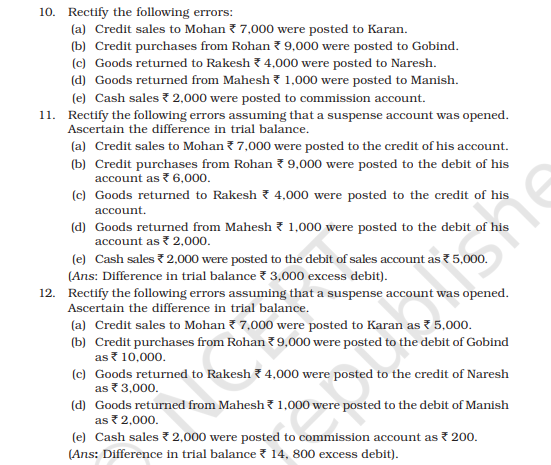 10. Rectify the following errors:
(a) Credit sales to Mohan ₹ 7,000 were posted to Karan.
(b) Credit purchases from Rohan ₹ 9,000 were posted to Gobind.
(c) Goods returned to Rakesh ₹ 4,000 were posted to Naresh.
(d) Goods returned from Mahesh ₹ 1,000 were posted to Manish.
(e) Cash sales ₹ 2,000 were posted to commission account.
11. Rectify the following errors assuming that a suspense account was opened.
Ascertain the difference in trial balance.
(a) Credit sales to Mohan ₹ 7,000 were posted to the credit of his account.
(b) Credit purchases from Rohan ₹ 9,000 were posted to the debit of his
account as ₹ 6,000.
(c) Goods returned to Rakesh ₹ 4,000 were posted to the credit of his
account.
(d) Goods returned from Mahesh ₹ 1,000 were posted to the debit of his
account as ₹ 2,000.
(e) Cash sales ₹ 2,000 were posted to the debit of sales account as ₹ 5,000.
(Ans: Difference in trial balance ₹ 3,000 excess debit).
12. Rectify the following errors assuming that a suspense account was opened.
Ascertain the difference in trial balance.
(a) Credit sales to Mohan ₹ 7,000 were posted to Karan as ₹ 5,000.
(b) Credit purchases from Rohan ₹ 9,000 were posted to the debit of Gobind
as ₹ 10,000.
(c) Goods returned to Rakesh ₹ 4,000 were posted to the credit of Naresh
as ₹ 3,000.
(d) Goods returned from Mahesh ₹ 1,000 were posted to the debit of Manish
as ₹ 2,000.
(e) Cash sales ₹ 2,000 were posted to commission account as ₹ 200.
(Ans: Difference in trial balance ₹ 14, 800 excess debit).
© NCERT
republishe